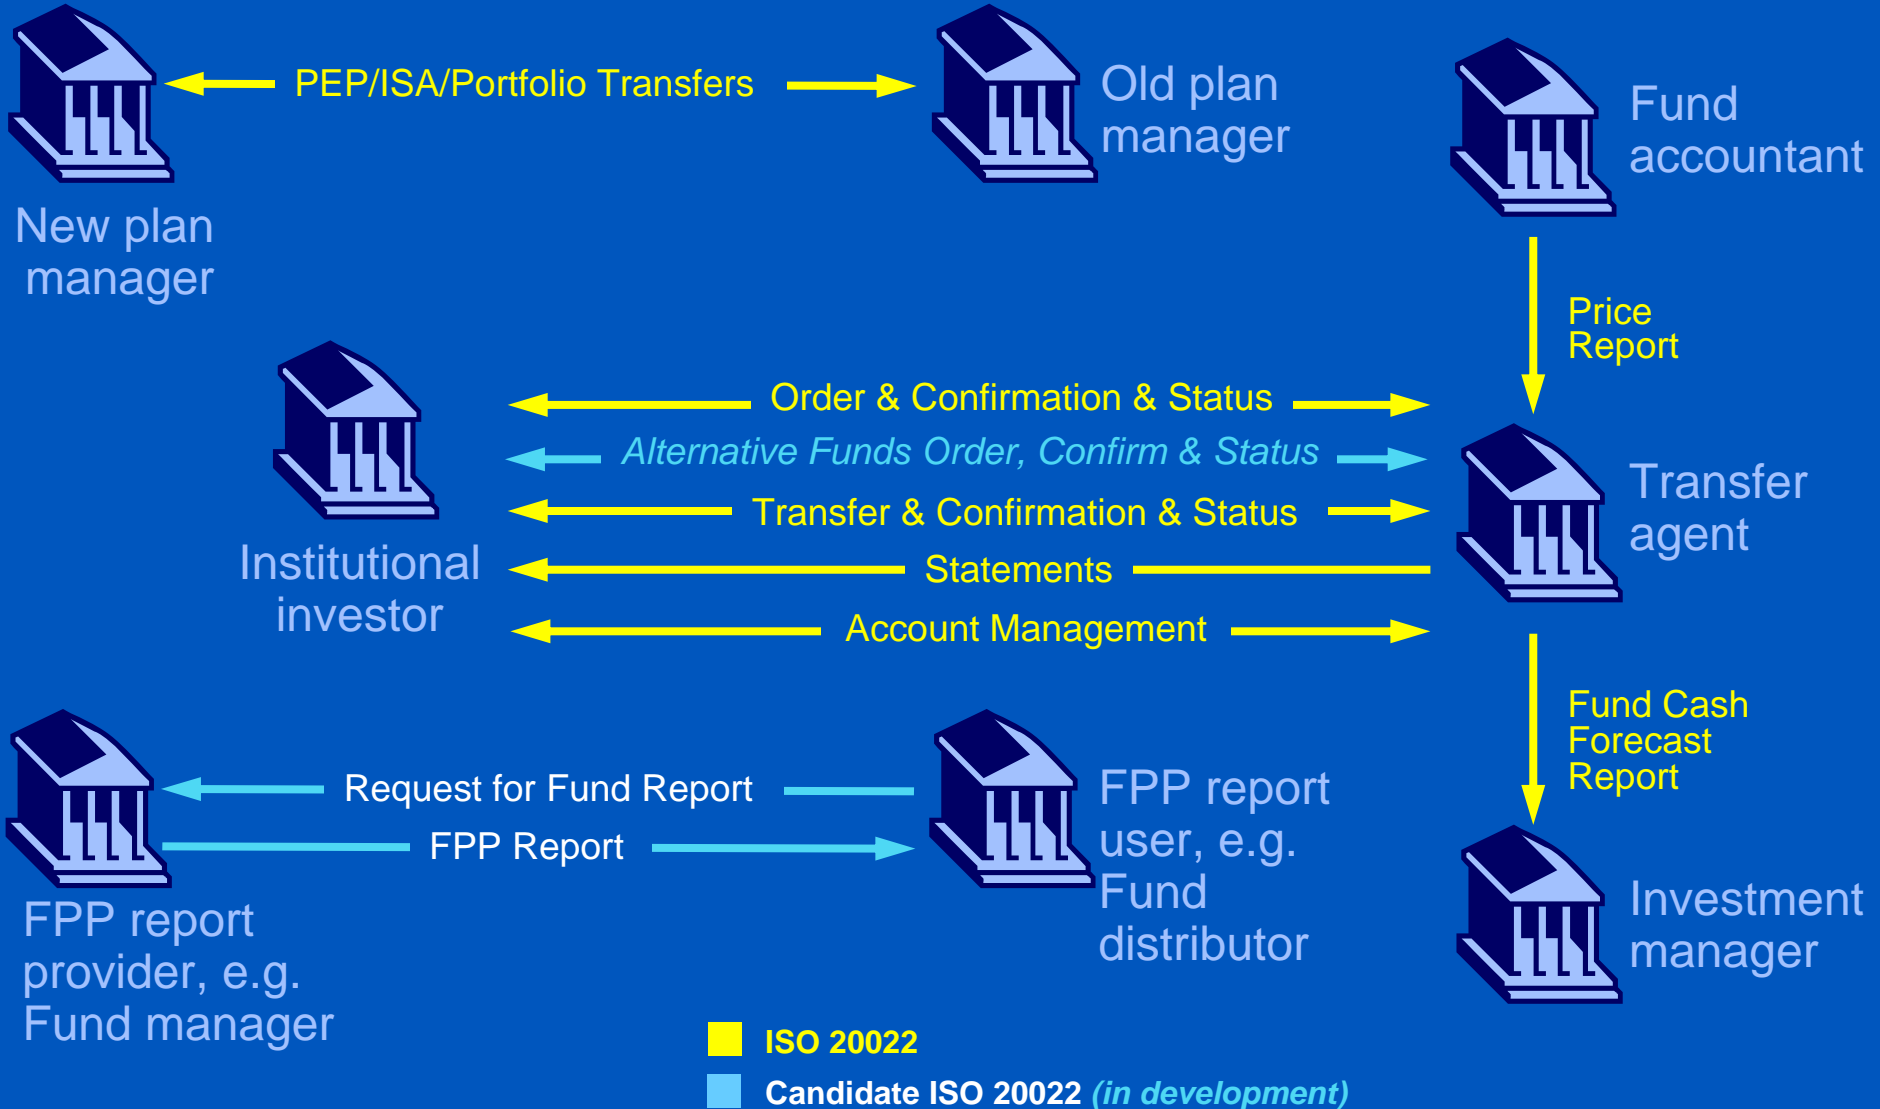 PEP/ISA/Portfolio Transfers
Old plan
manager
Fund
accountant
New plan
manager
Price
Report
Order & Confirmation & Status
Alternative Funds Order, Confirm & Status
Transfer & Confirmation & Status
Statements
Account Management
Institutional
investor
Transfer
agent
Fund Cash
Forecast
Report
Request for Fund Report
FPP Report
FPP report
user, e.g.
Fund
distributor
Investment
manager
FPP report
provider, e.g.
Fund manager
ISO 20022
Candidate ISO 20022 (in development)